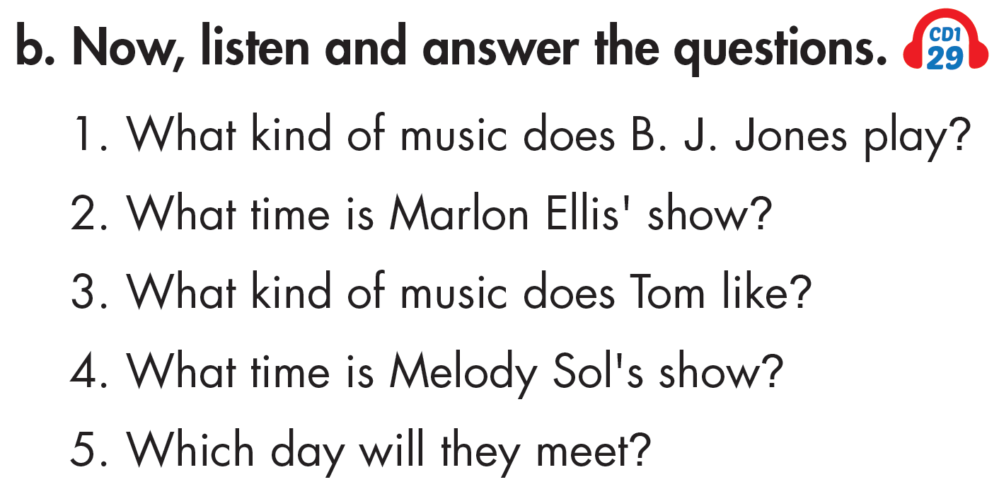 b. Now, listen and answer the questions. CD1 29
1. What kind of music does B. J. Jones play?
2. What time is Marlon Ellis' show?
3. What kind of music does Tom like?
4. What time is Melody Sol's show?
5. Which day will they meet?